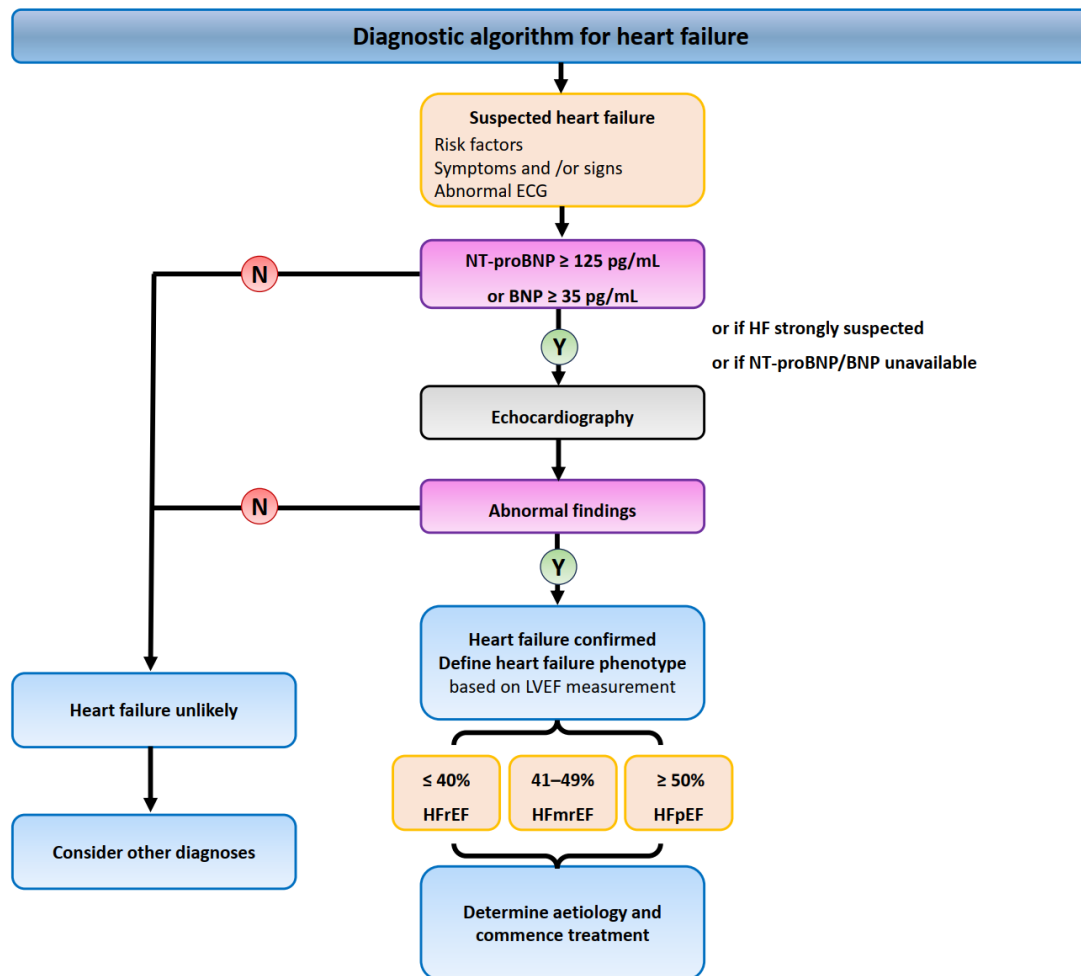 Diagnostic algorithm for heart failure
Suspected heart failure
Risk factors
Symptoms and /or signs
Abnormal ECG
NT-proBNP ≥ 125 pg/mL
or BNP ≥ 35 pg/mL
N
Y
or if HF strongly suspected
or if NT-proBNP/BNP unavailable
Echocardiography
Abnormal findings
N
Y
Heart failure confirmed
Define heart failure phenotype
based on LVEF measurement
Heart failure unlikely
≤ 40%
HFrEF
41–49%
HFmrEF
≥ 50%
HFpEF
Consider other diagnoses
Determine aetiology and
commence treatment